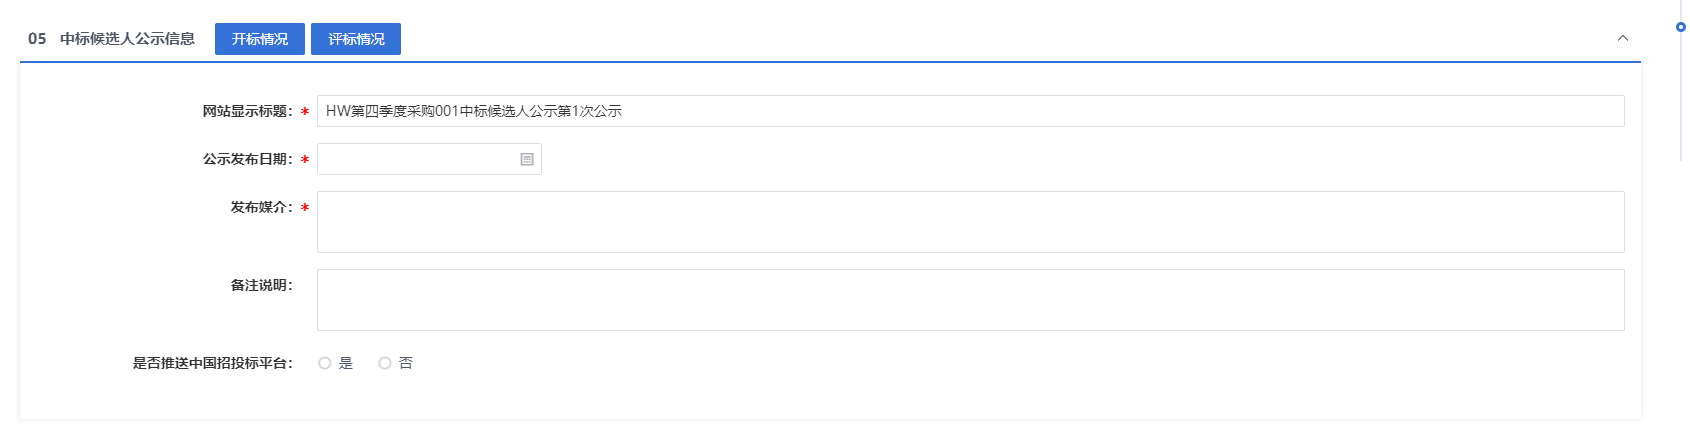 05 中标候选人公示信息 开标情况 评标情况
网站显示标题：* HW第四季度采购001中标候选人公示第1次公示
公示发布日期：*
发布媒介：*
备注说明：
是否推送中国招投标平台： 是 否